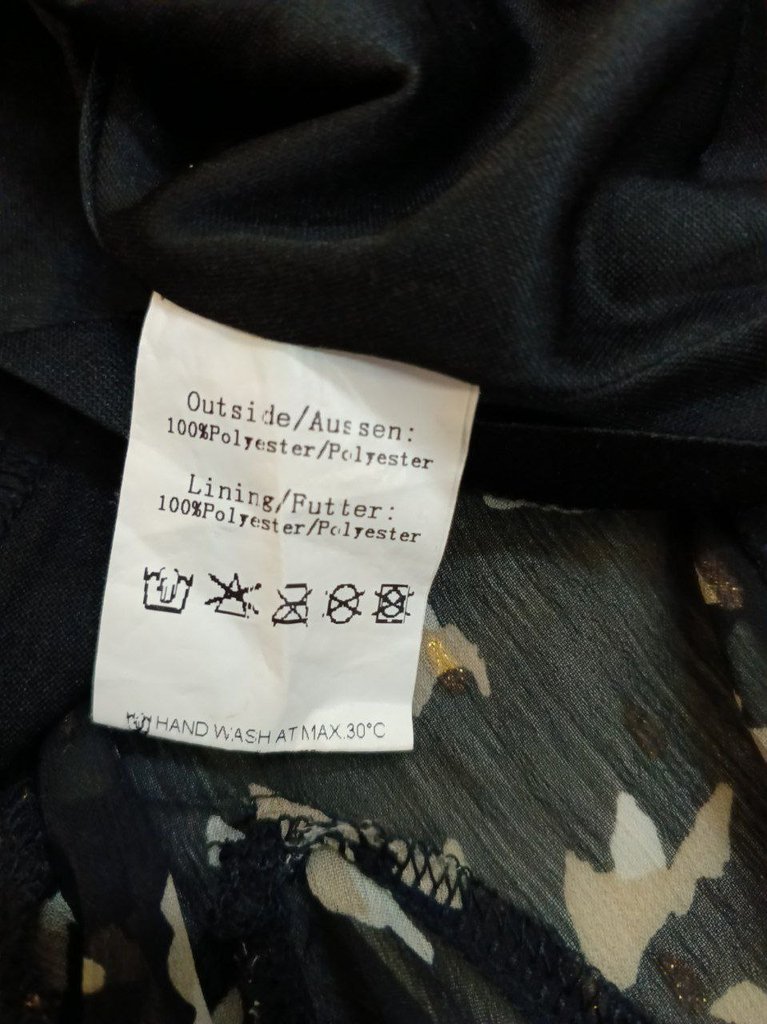 Outside/Aussen:
100%Polyester/Polyester
Lining/Futter:
100%Polyester/Polyester
HAND WASH AT MAX.30°C